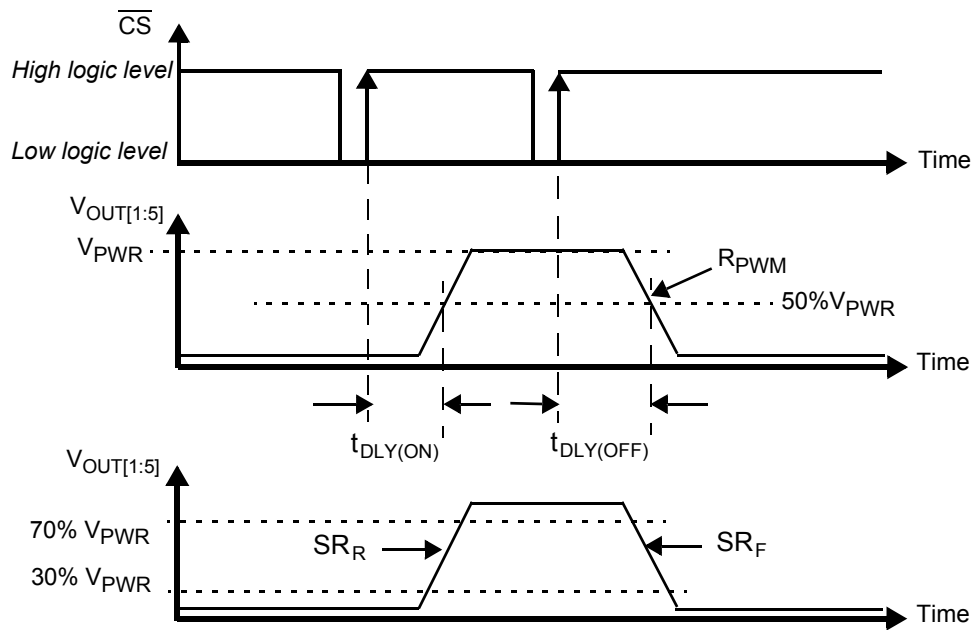 CS
High logic level
Low logic level
Time
VOUT[1:5]
VPWR
RPWM
50%VPWR
Time
tDLY(ON)
tDLY(OFF)
VOUT[1:5]
70% VPWR
SRR
SRF
30% VPWR
Time